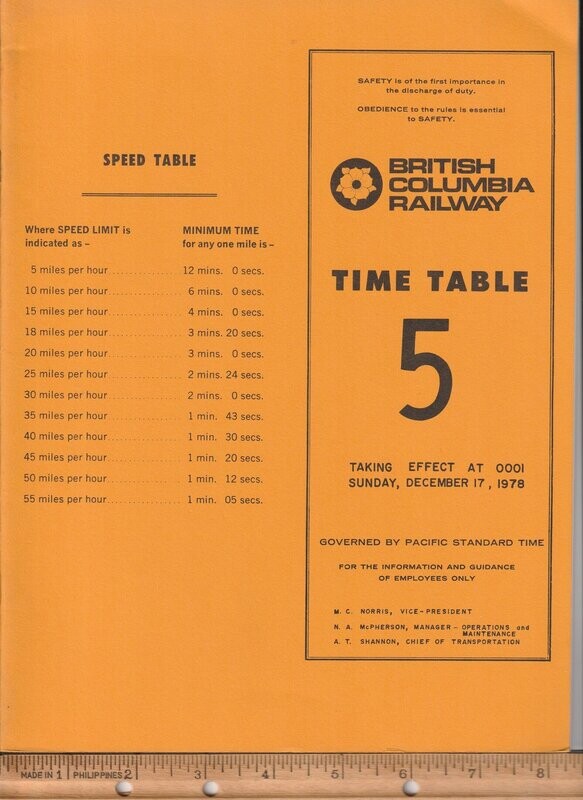 SPEED TABLE
Where SPEED LIMIT is indicated as –
MINIMUM TIME for any one mile is –
5 miles per hour .................. 12 mins. 0 secs.
10 miles per hour .................. 6 mins. 0 secs.
15 miles per hour .................. 4 mins. 0 secs.
18 miles per hour .................. 3 mins. 20 secs.
20 miles per hour .................. 3 mins. 0 secs.
25 miles per hour .................. 2 mins. 24 secs.
30 miles per hour .................. 2 mins. 0 secs.
35 miles per hour .................. 1 min. 43 secs.
40 miles per hour .................. 1 min. 30 secs.
45 miles per hour .................. 1 min. 20 secs.
50 miles per hour .................. 1 min. 12 secs.
55 miles per hour .................. 1 min. 05 secs.
SAFETY is of the first importance in
the discharge of duty.
OBEDIENCE to the rules is essential
to SAFETY.
BRITISH
COLUMBIA
RAILWAY
TIME TABLE
5
TAKING EFFECT AT 0001
SUNDAY, DECEMBER 17, 1978
GOVERNED BY PACIFIC STANDARD TIME
FOR THE INFORMATION AND GUIDANCE
OF EMPLOYEES ONLY
M. C. NORRIS, VICE-PRESIDENT
N. A. McPHERSON, MANAGER – OPERATIONS and
MAINTENANCE
A. T. SHANNON, CHIEF OF TRANSPORTATION
MADE IN 1 PHILIPPINES 2 3 4 5 6 7 8